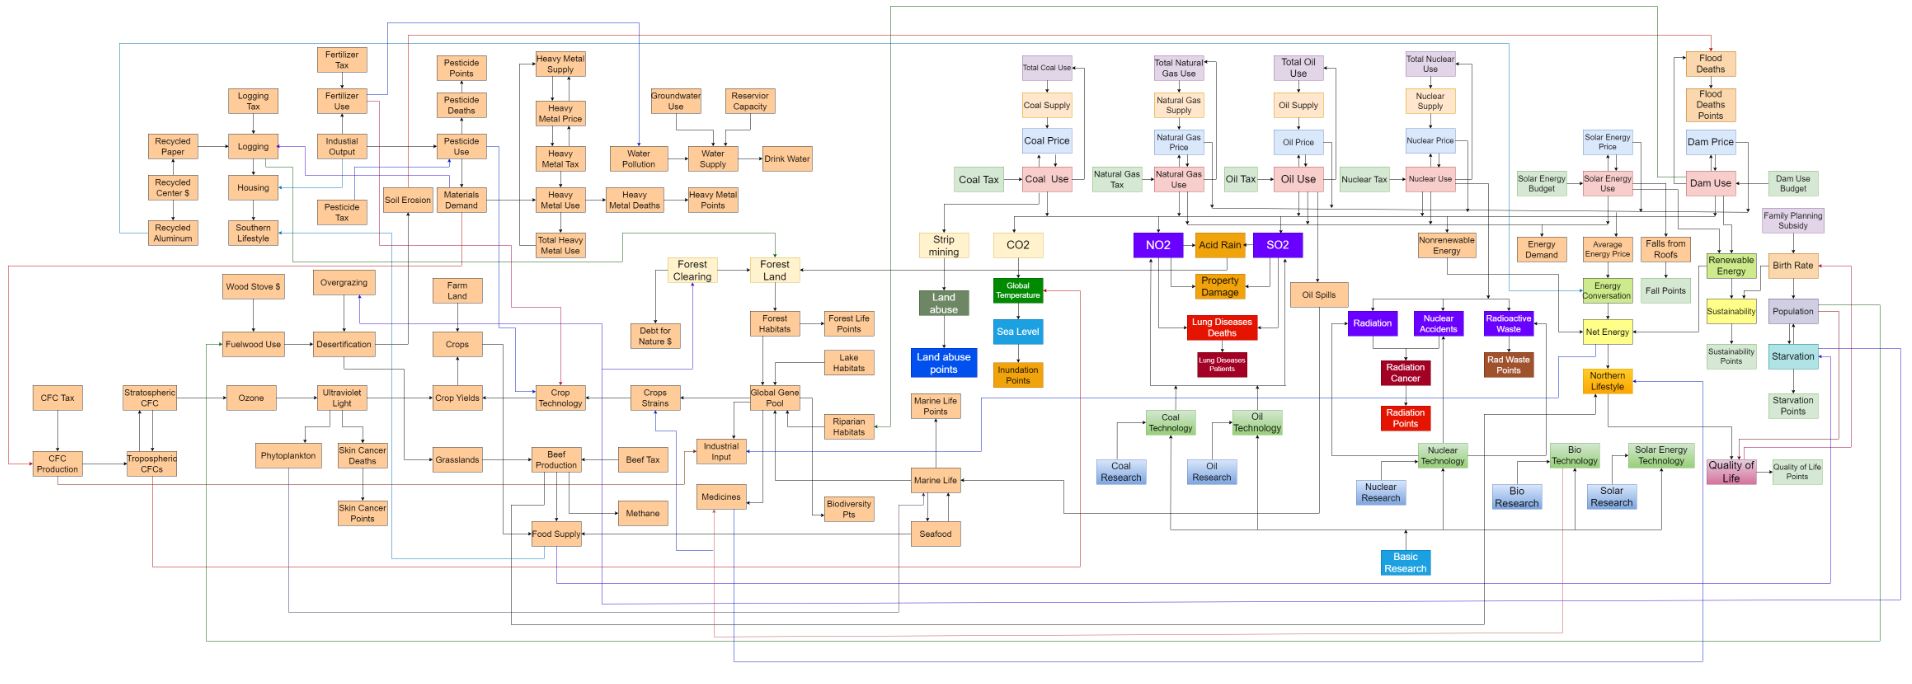 Fertilizer
Tax
Pesticide
Points
Heavy Metal
Supply
Total Coal Use
Total Natural
Gas Use
Total Oil
Use
Total Nuclear
Use
Flood
Deaths
Logging
Tax
Fertilizer
Use
Pesticide
Deaths
Heavy
Metal Price
Groundwater
Use
Reservior
Capacity
Coal Supply
Natural Gas
Supply
Oil Supply
Nuclear
Supply
Flood
Deaths
Points
Recycled
Paper
Logging
Industial
Output
Pesticide
Use
Heavy
Metal Tax
Water
Pollution
Water
Supply
Drink Water
Coal Price
Natural Gas
Price
Oil Price
Nuclear Price
Solar Energy
Price
Dam Price
Recycled
Center $
Housing
Pesticide
Tax
Soil Erosion
Materials
Demand
Heavy
Metal Use
Heavy
Metal Deaths
Heavy Metal
Points
Coal Tax
Coal Use
Natural Gas
Tax
Natural Gas
Use
Oil Tax
Oil Use
Nuclear Tax
Nuclear Use
Solar Energy
Budget
Solar Energy
Use
Dam Use
Dam Use
Budget
Recycled
Aluminum
Southern
Lifestyle
Total Heavy
Metal Use
Strip
mining
CO2
NO2
Acid Rain
SO2
Nonrenewable
Energy
Energy
Demand
Average
Energy Price
Falls from
Roofs
Family Planning
Subsidy
Renewable
Energy
Birth Rate
Wood Stove $
Overgrazing
Farm
Land
Forest
Clearing
Forest
Land
Land
abuse
Global
Temperature
Property
Damage
Oil Spills
Energy
Conversation
Fall Points
Sustainability
Population
Fuelwood Use
Desertification
Crops
Debt for
Nature $
Forest
Habitats
Forest Life
Points
Sea Level
Lung Diseases
Deaths
Radiation
Nuclear
Accidents
Radioactive
Waste
Net Energy
Land abuse
points
Inundation
Points
Lung Diseases
Patients
Radiation
Cancer
Rad Waste
Points
Northern
Lifestyle
Sustainability
Points
Starvation
Lake
Habitats
CFC Tax
Stratospheric
CFC
Ozone
Ultraviolet
Light
Crop Yields
Crop
Technology
Crops
Strains
Global Gene
Pool
Marine Life
Points
Riparian
Habitats
Coal
Technology
Oil
Technology
Radiation
Points
Starvation
Points
CFC
Production
Tropospheric
CFCs
Phytoplankton
Skin Cancer
Deaths
Grasslands
Beef
Production
Beef Tax
Industrial
Input
Coal
Research
Oil
Research
Nuclear
Technology
Bio
Technology
Solar Energy
Technology
Quality of
Life
Quality of Life
Points
Skin Cancer
Points
Methane
Medicines
Biodiversity
Pts
Marine Life
Nuclear
Research
Bio
Research
Solar
Research
Food Supply
Seafood
Basic
Research